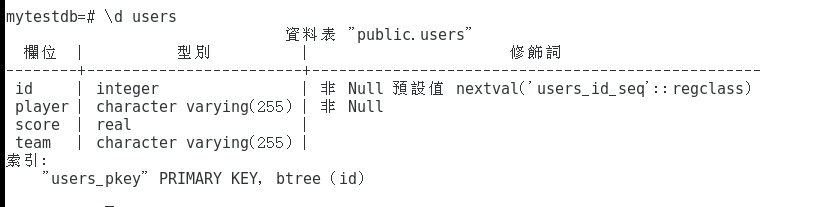 mytestdb=# \d users
資料表 "public.users"
欄位 | 型別 | 修飾詞
--------+------------------------+---------------------------------------------------
id | integer | 非 Null 預設值 nextval('users_id_seq'::regclass)
player | character varying(255) | 非 Null
score | real |
team | character varying(255) |
索引:
"users_pkey" PRIMARY KEY, btree (id)